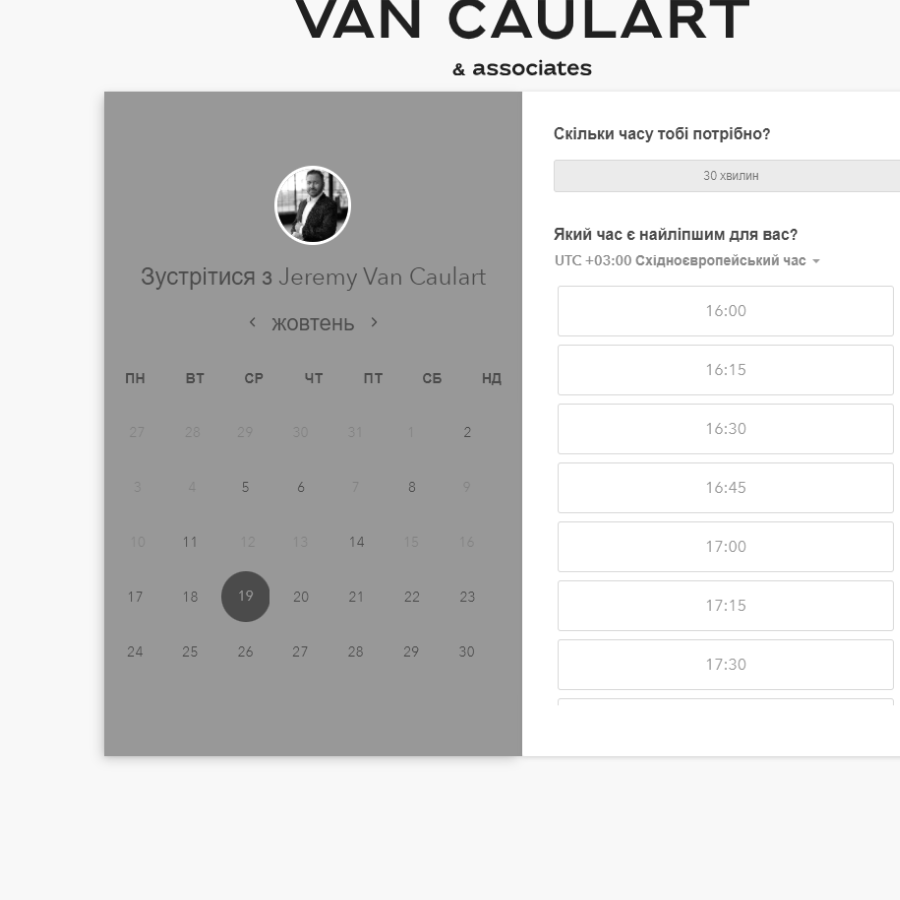 VAN CAULART
& associates
Зустрітися з Jeremy Van Caulart
жовтень
ПН ВТ СР ЧТ ПТ СБ НД
27 28 29 30 31 1 2
3 4 5 6 7 8 9
10 11 12 13 14 15 16
17 18 19 20 21 22 23
24 25 26 27 28 29 30
Скільки часу тобі потрібно?
30 хвилин
Який час є найліпшим для вас?
UTC +03:00 Східноєвропейський час
16:00
16:15
16:30
16:45
17:00
17:15
17:30